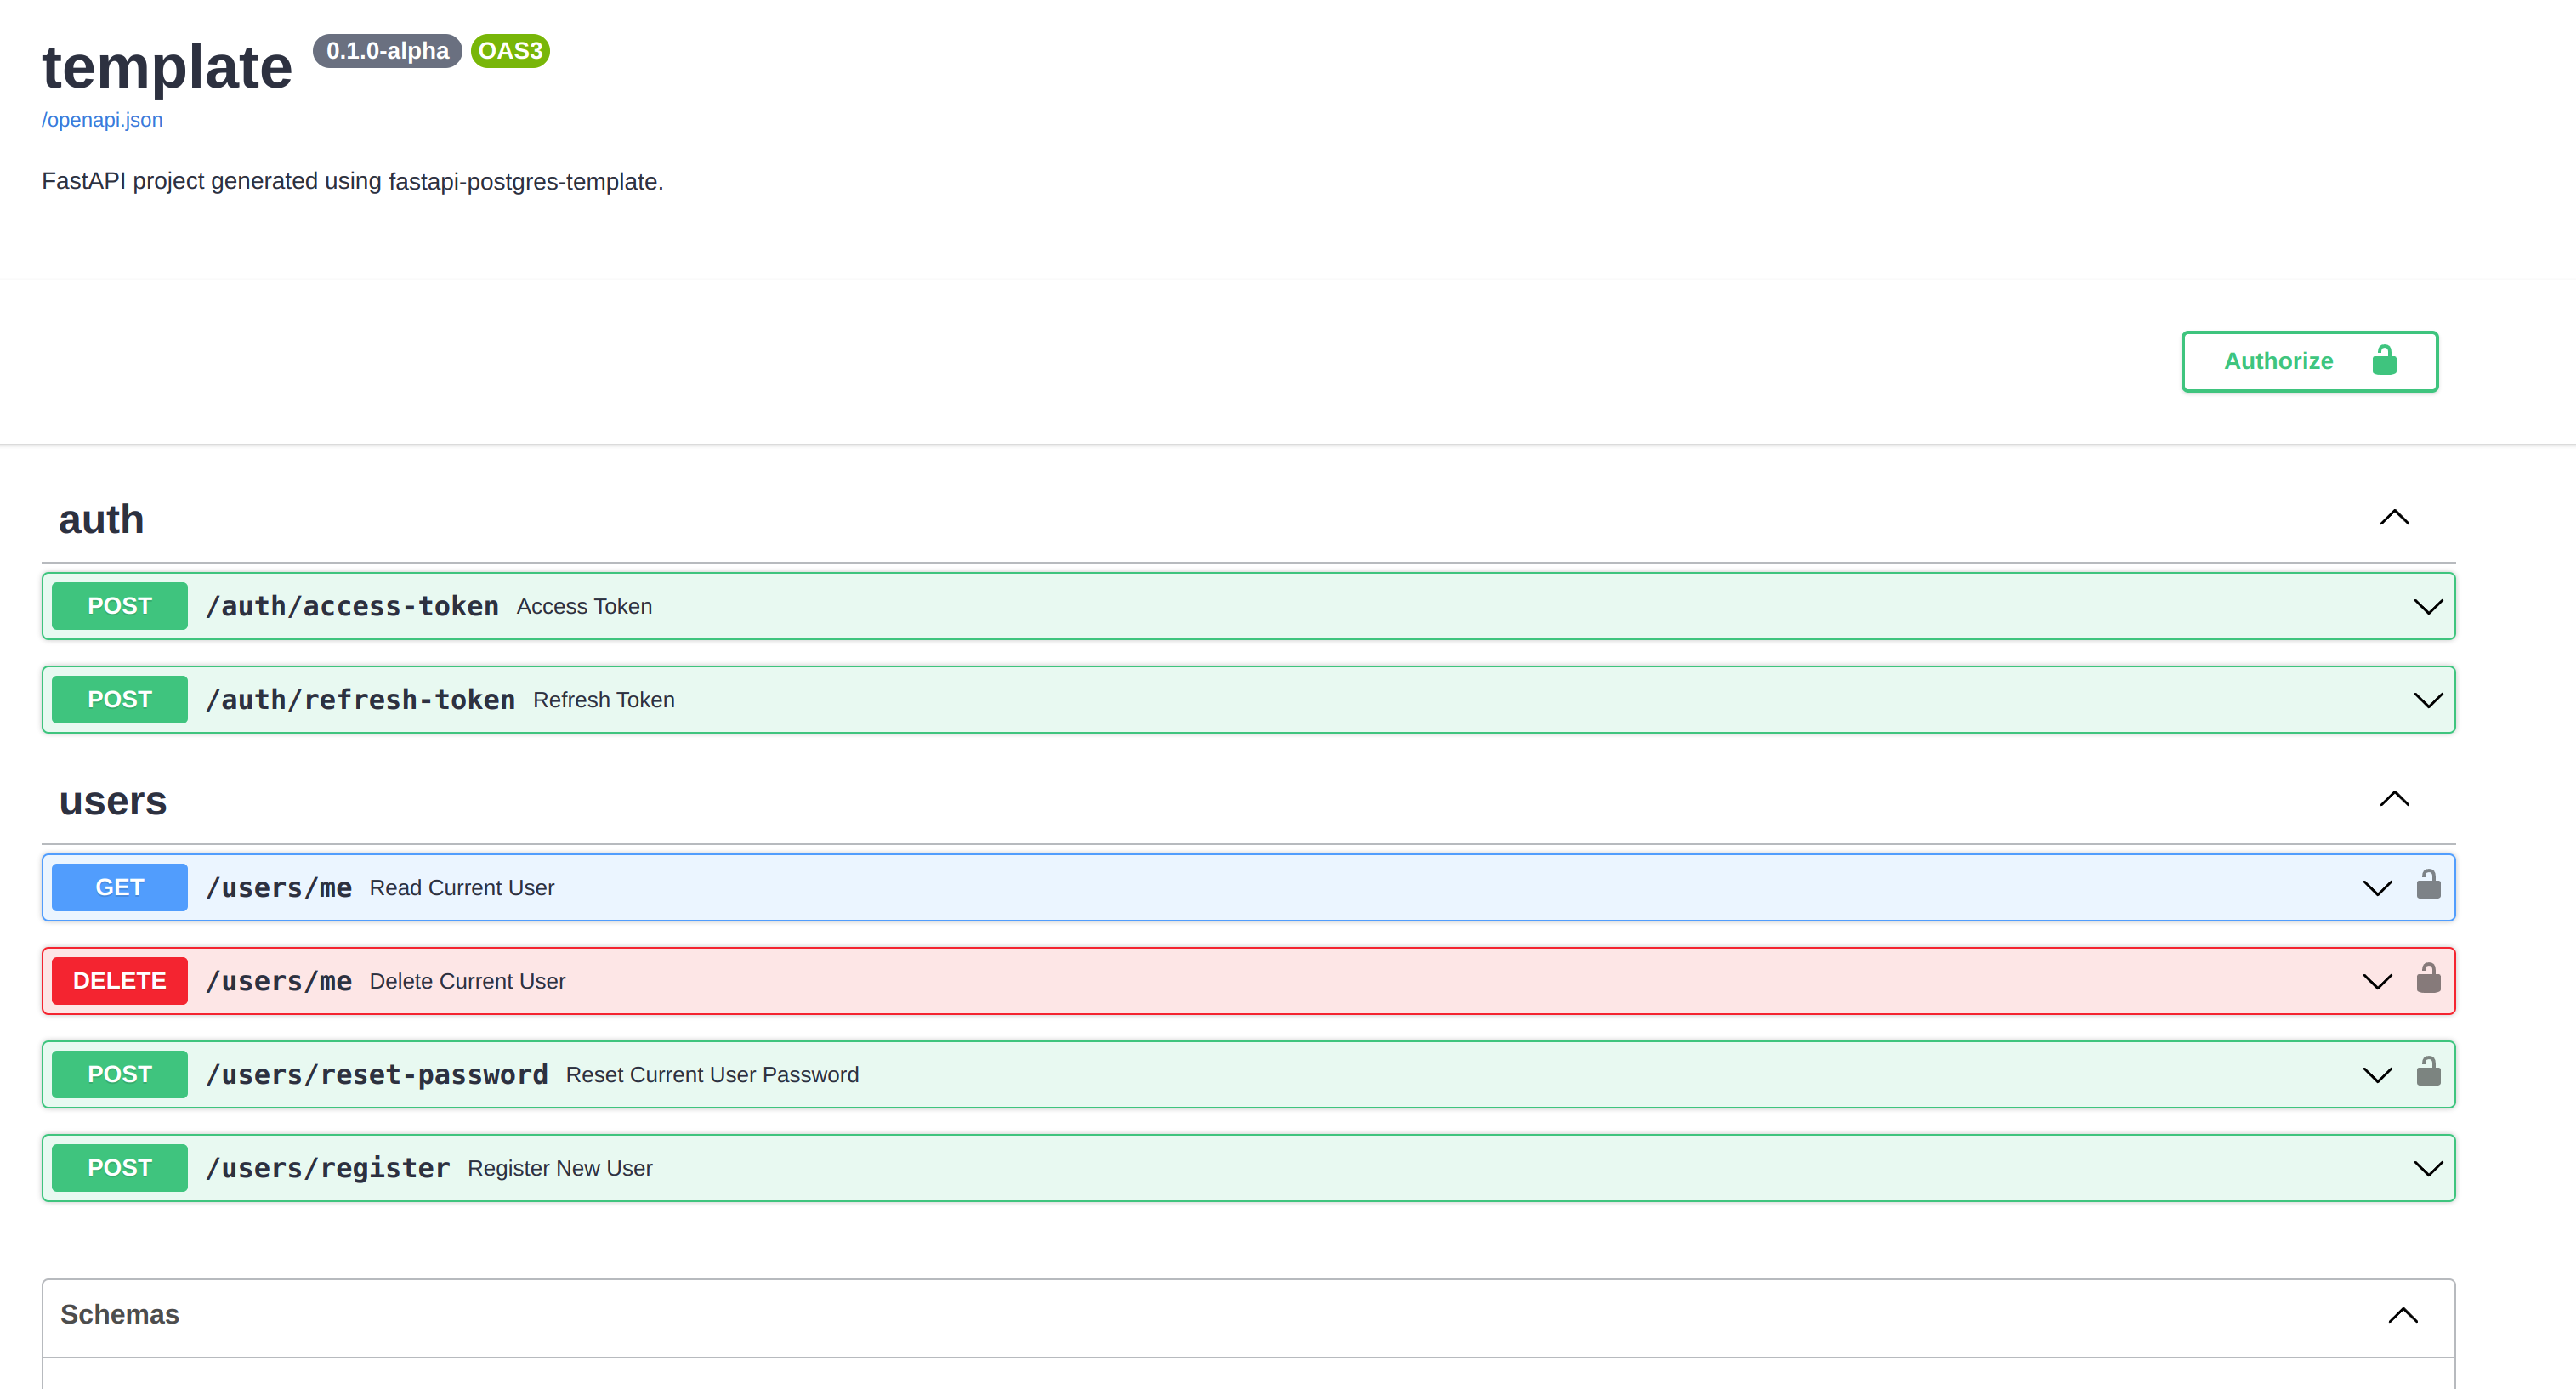 template 0.1.0-alpha OAS3
/openapi.json
FastAPI project generated using fastapi-postgres-template.
Authorize
auth
POST /auth/access-token Access Token
POST /auth/refresh-token Refresh Token
users
GET /users/me Read Current User
DELETE /users/me Delete Current User
POST /users/reset-password Reset Current User Password
POST /users/register Register New User
Schemas